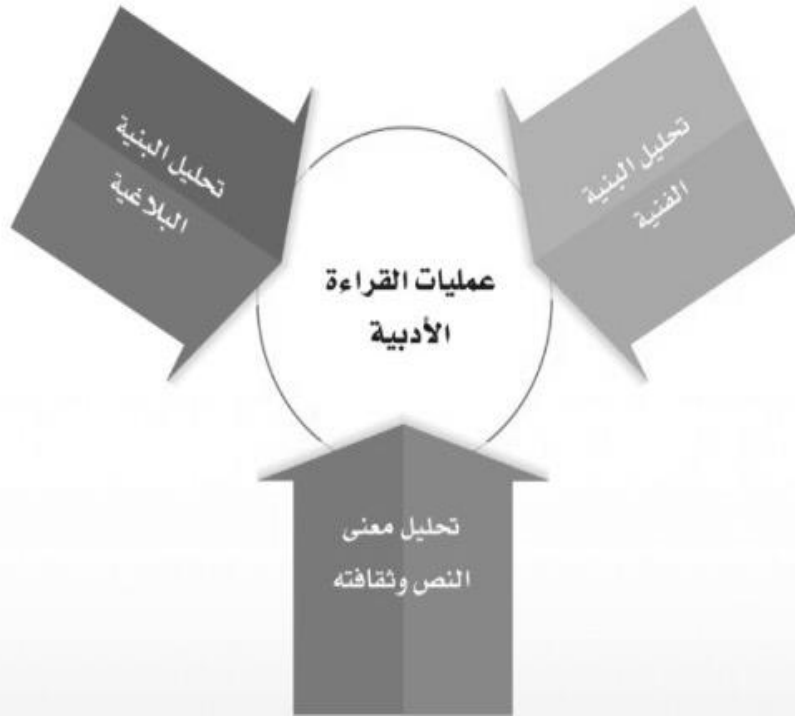 تحليل البنية
الفنية
تحليل البنية
البلاغية
عمليات القراءة
الأدبية
تحليل معنى
النص وثقافته